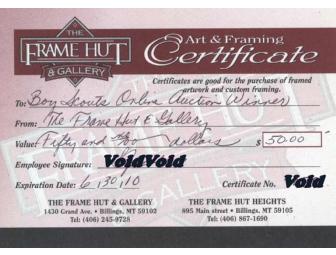 THE
FRAME HUT
& GALLERY
Art & Framing
Certificate
Certificates are good for the purchase of framed
artwork and custom framing.
To: Boy Scouts Online Auction (Winner)
From: The Frame Hut & Gallery
Value: Fifty and dollars $ 50.00
Employee Signature: VoidVoid
Expiration Date: 6/30/10 Certificate No. Void
THE FRAME HUT & GALLERY
1430 Grand Ave. • Billings, MT 59102
Tel: (406) 245-9728
THE FRAME HUT HEIGHTS
895 Main street • Billings, MT 59105
Tel: (406) 867-1690